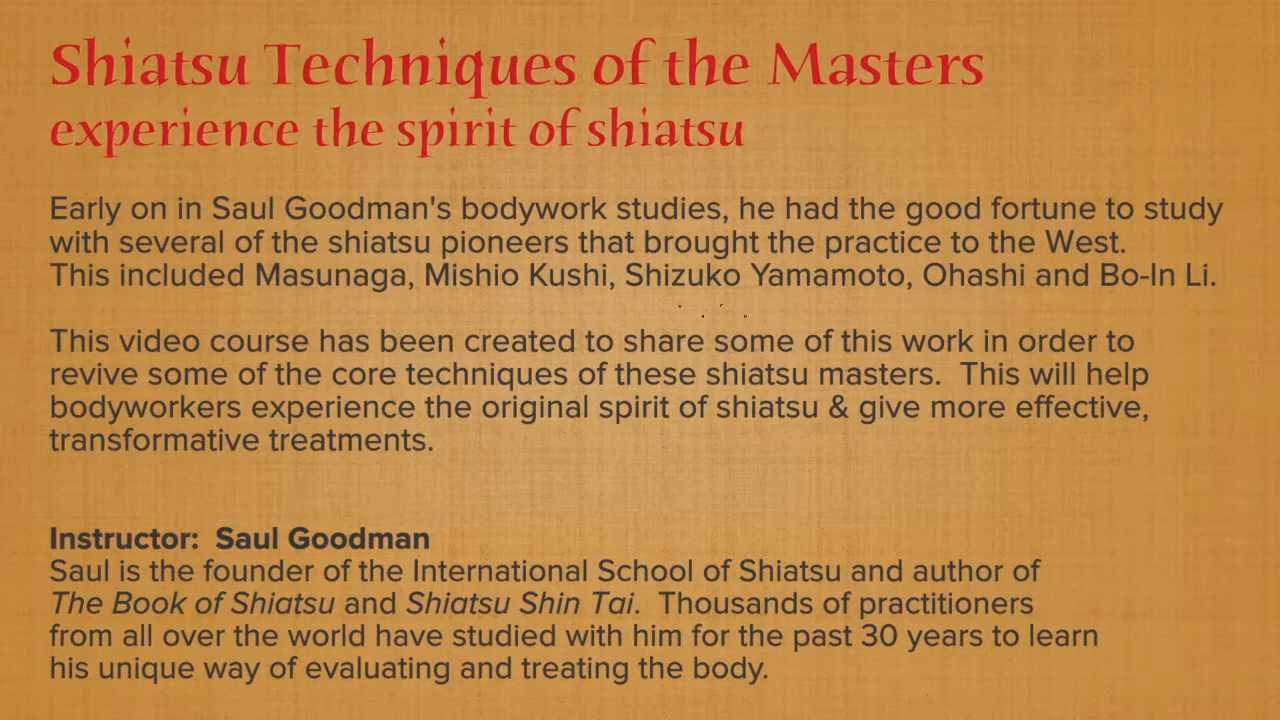 Shiatsu Techniques of the Masters
experience the spirit of shiatsu
Early on in Saul Goodman's bodywork studies, he had the good fortune to study
with several of the shiatsu pioneers that brought the practice to the West.
This included Masunaga, Mishio Kushi, Shizuko Yamamoto, Ohashi and Bo-In Li.
This video course has been created to share some of this work in order to
revive some of the core techniques of these shiatsu masters.  This will help
bodyworkers experience the original spirit of shiatsu & give more effective,
transformative treatments.
Instructor:  Saul Goodman
Saul is the founder of the International School of Shiatsu and author of
The Book of Shiatsu and Shiatsu Shin Tai.  Thousands of practitioners
from all over the world have studied with him for the past 30 years to learn
his unique way of evaluating and treating the body.